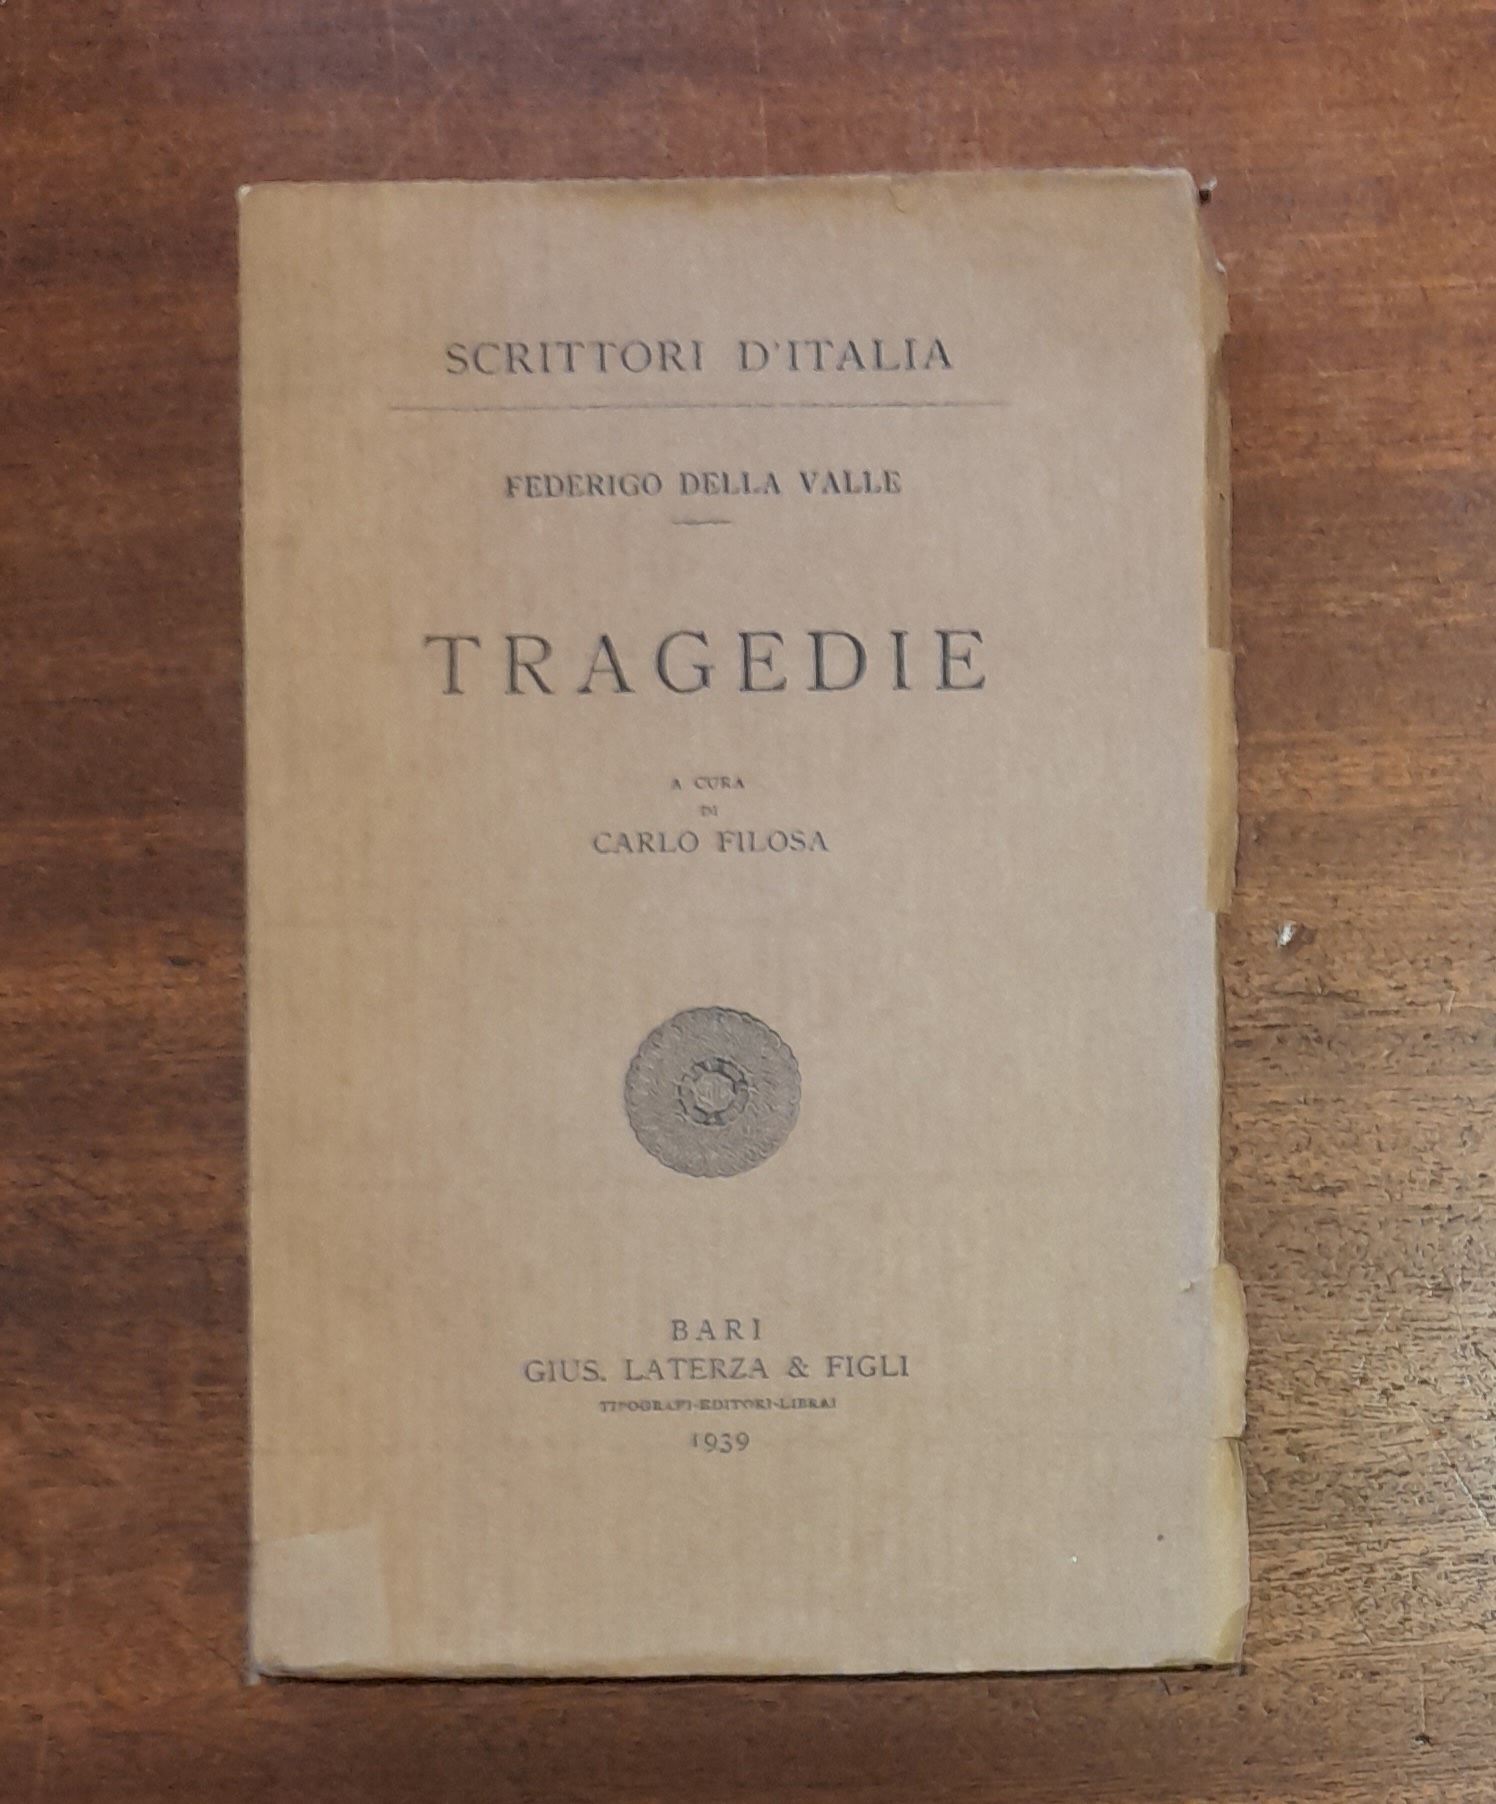 SCRITTORI D'ITALIA
FEDERIGO DELLA VALLE
TRAGEDIE
A CURA
DI
CARLO FILOSA
BARI
GIUS. LATERZA & FIGLI
TIPOGRAFI-EDITORI-LIBRAI
1939